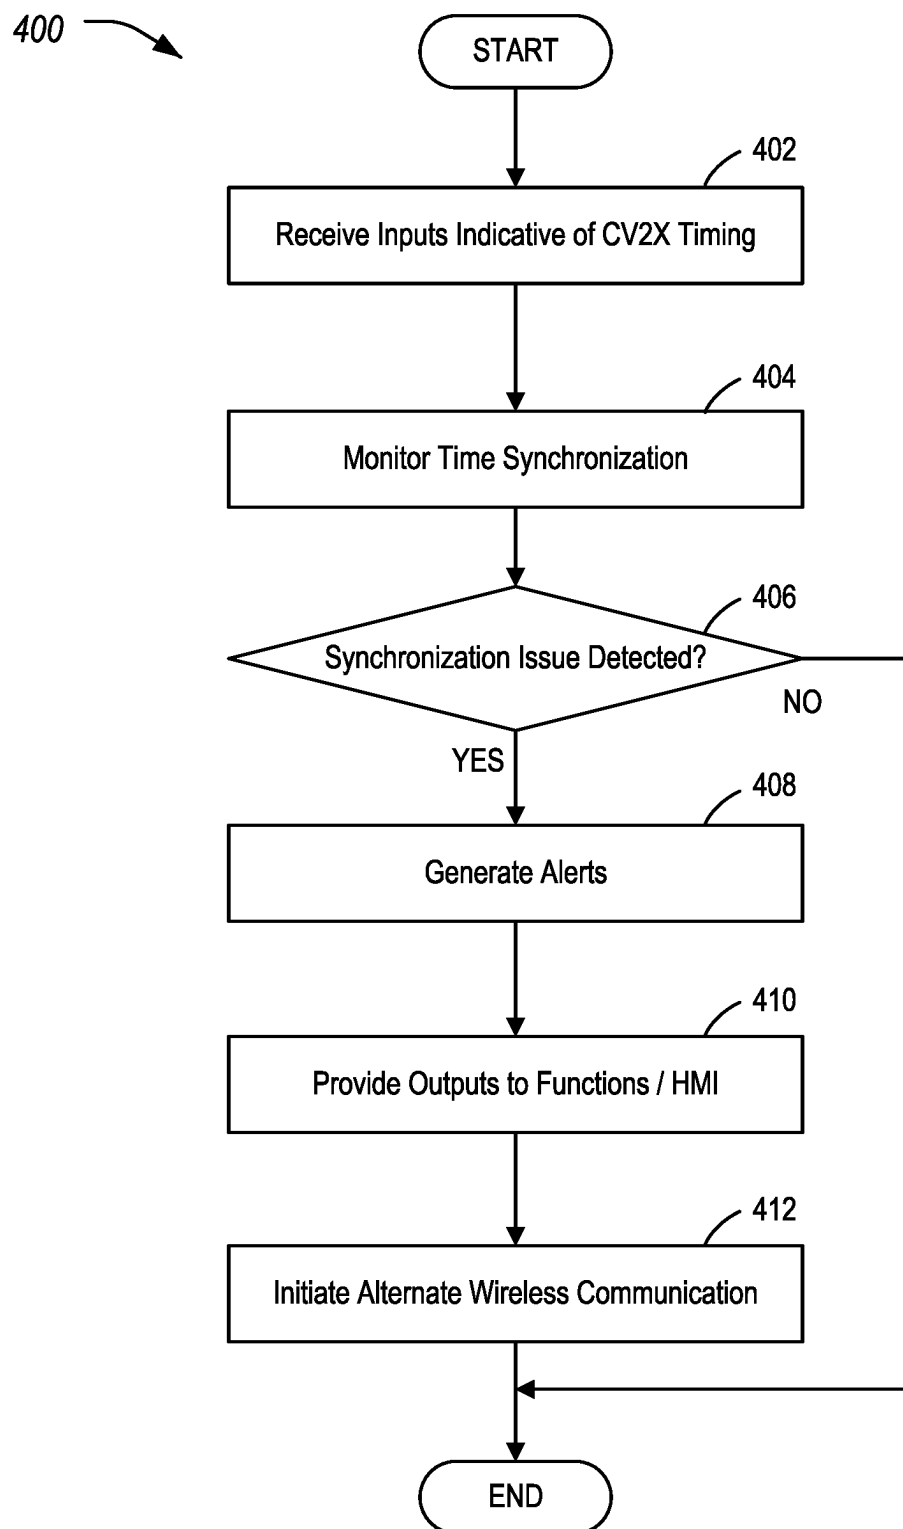 400
START
402
Receive Inputs Indicative of CV2X Timing
404
Monitor Time Synchronization
406
Synchronization Issue Detected?
NO
YES
408
Generate Alerts
410
Provide Outputs to Functions / HMI
412
Initiate Alternate Wireless Communication
END